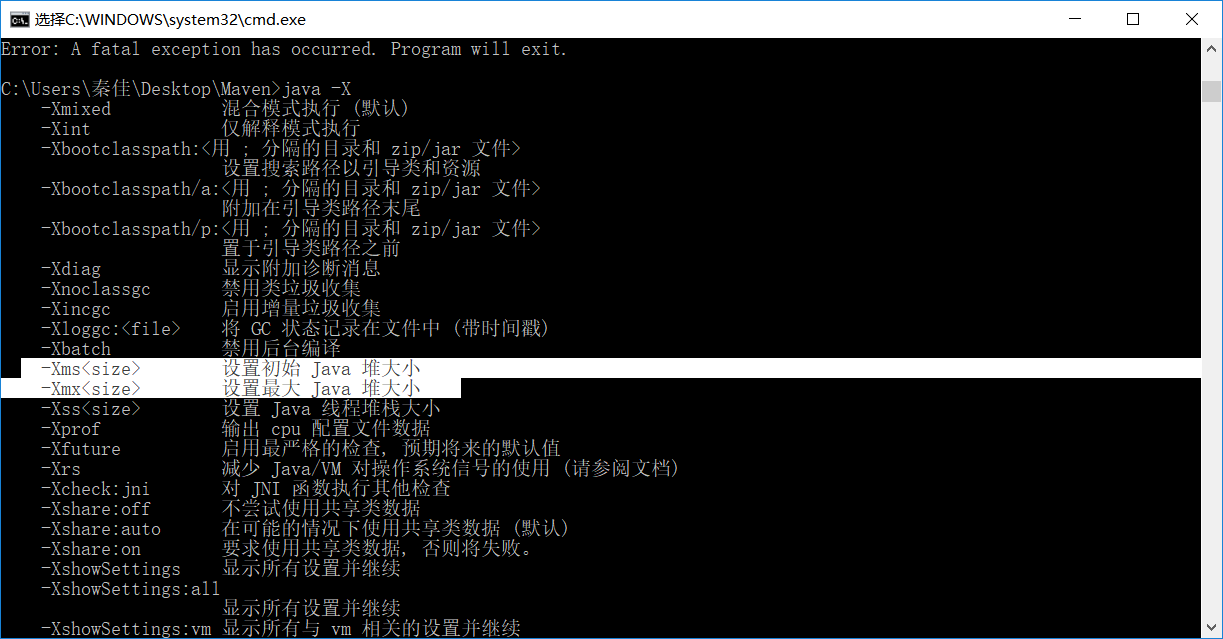 选择C:\WINDOWS\system32\cmd.exe
Error: A fatal exception has occurred. Program will exit.
C:\Users\秦佳\Desktop\Maven>java -X
-Xmixed 混合模式执行 (默认)
-Xint 仅解释模式执行
-Xbootclasspath:<用 ; 分隔的目录和 zip/jar 文件>
设置搜索路径以引导类和资源
-Xbootclasspath/a:<用 ; 分隔的目录和 zip/jar 文件>
附加在引导类路径末尾
-Xbootclasspath/p:<用 ; 分隔的目录和 zip/jar 文件>
置于引导类路径之前
-Xdiag 显示附加诊断消息
-Xnoclassgc 禁用类垃圾收集
-Xincgc 启用增量垃圾收集
-Xloggc:<file> 将 GC 状态记录在文件中 (带时间戳)
-Xbatch 禁用后台编译
-Xms<size> 设置初始 Java 堆大小
-Xmx<size> 设置最大 Java 堆大小
-Xss<size> 设置 Java 线程堆栈大小
-Xprof 输出 cpu 配置文件数据
-Xfuture 启用最严格的检查, 预期将来的默认值
-Xrs 减少 Java/VM 对操作系统信号的使用 (请参阅文档)
-Xcheck:jni 对 JNI 函数执行其他检查
-Xshare:off 不尝试使用共享类数据
-Xshare:auto 在可能的情况下使用共享类数据 (默认)
-Xshare:on 要求使用共享类数据, 否则将失败。
-XshowSettings 显示所有设置并继续
-XshowSettings:all
显示所有设置并继续
-XshowSettings:vm 显示所有与 vm 相关的设置并继续